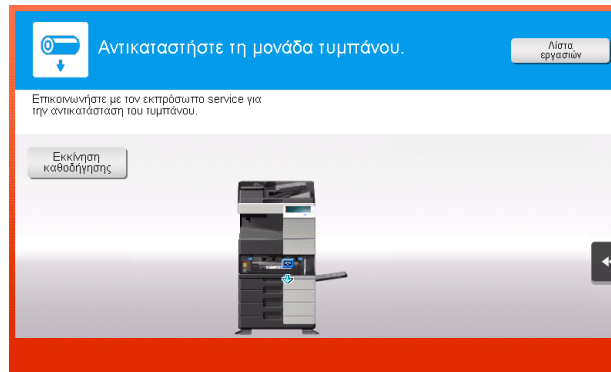 Αντικαταστήστε τη μονάδα τυμπάνου.
Λίστα
εργασιών
Επικοινωνήστε με τον εκπρόσωπο service για
την αντικατάσταση του τυμπάνου.
Εκκίνηση
καθοδήγησης